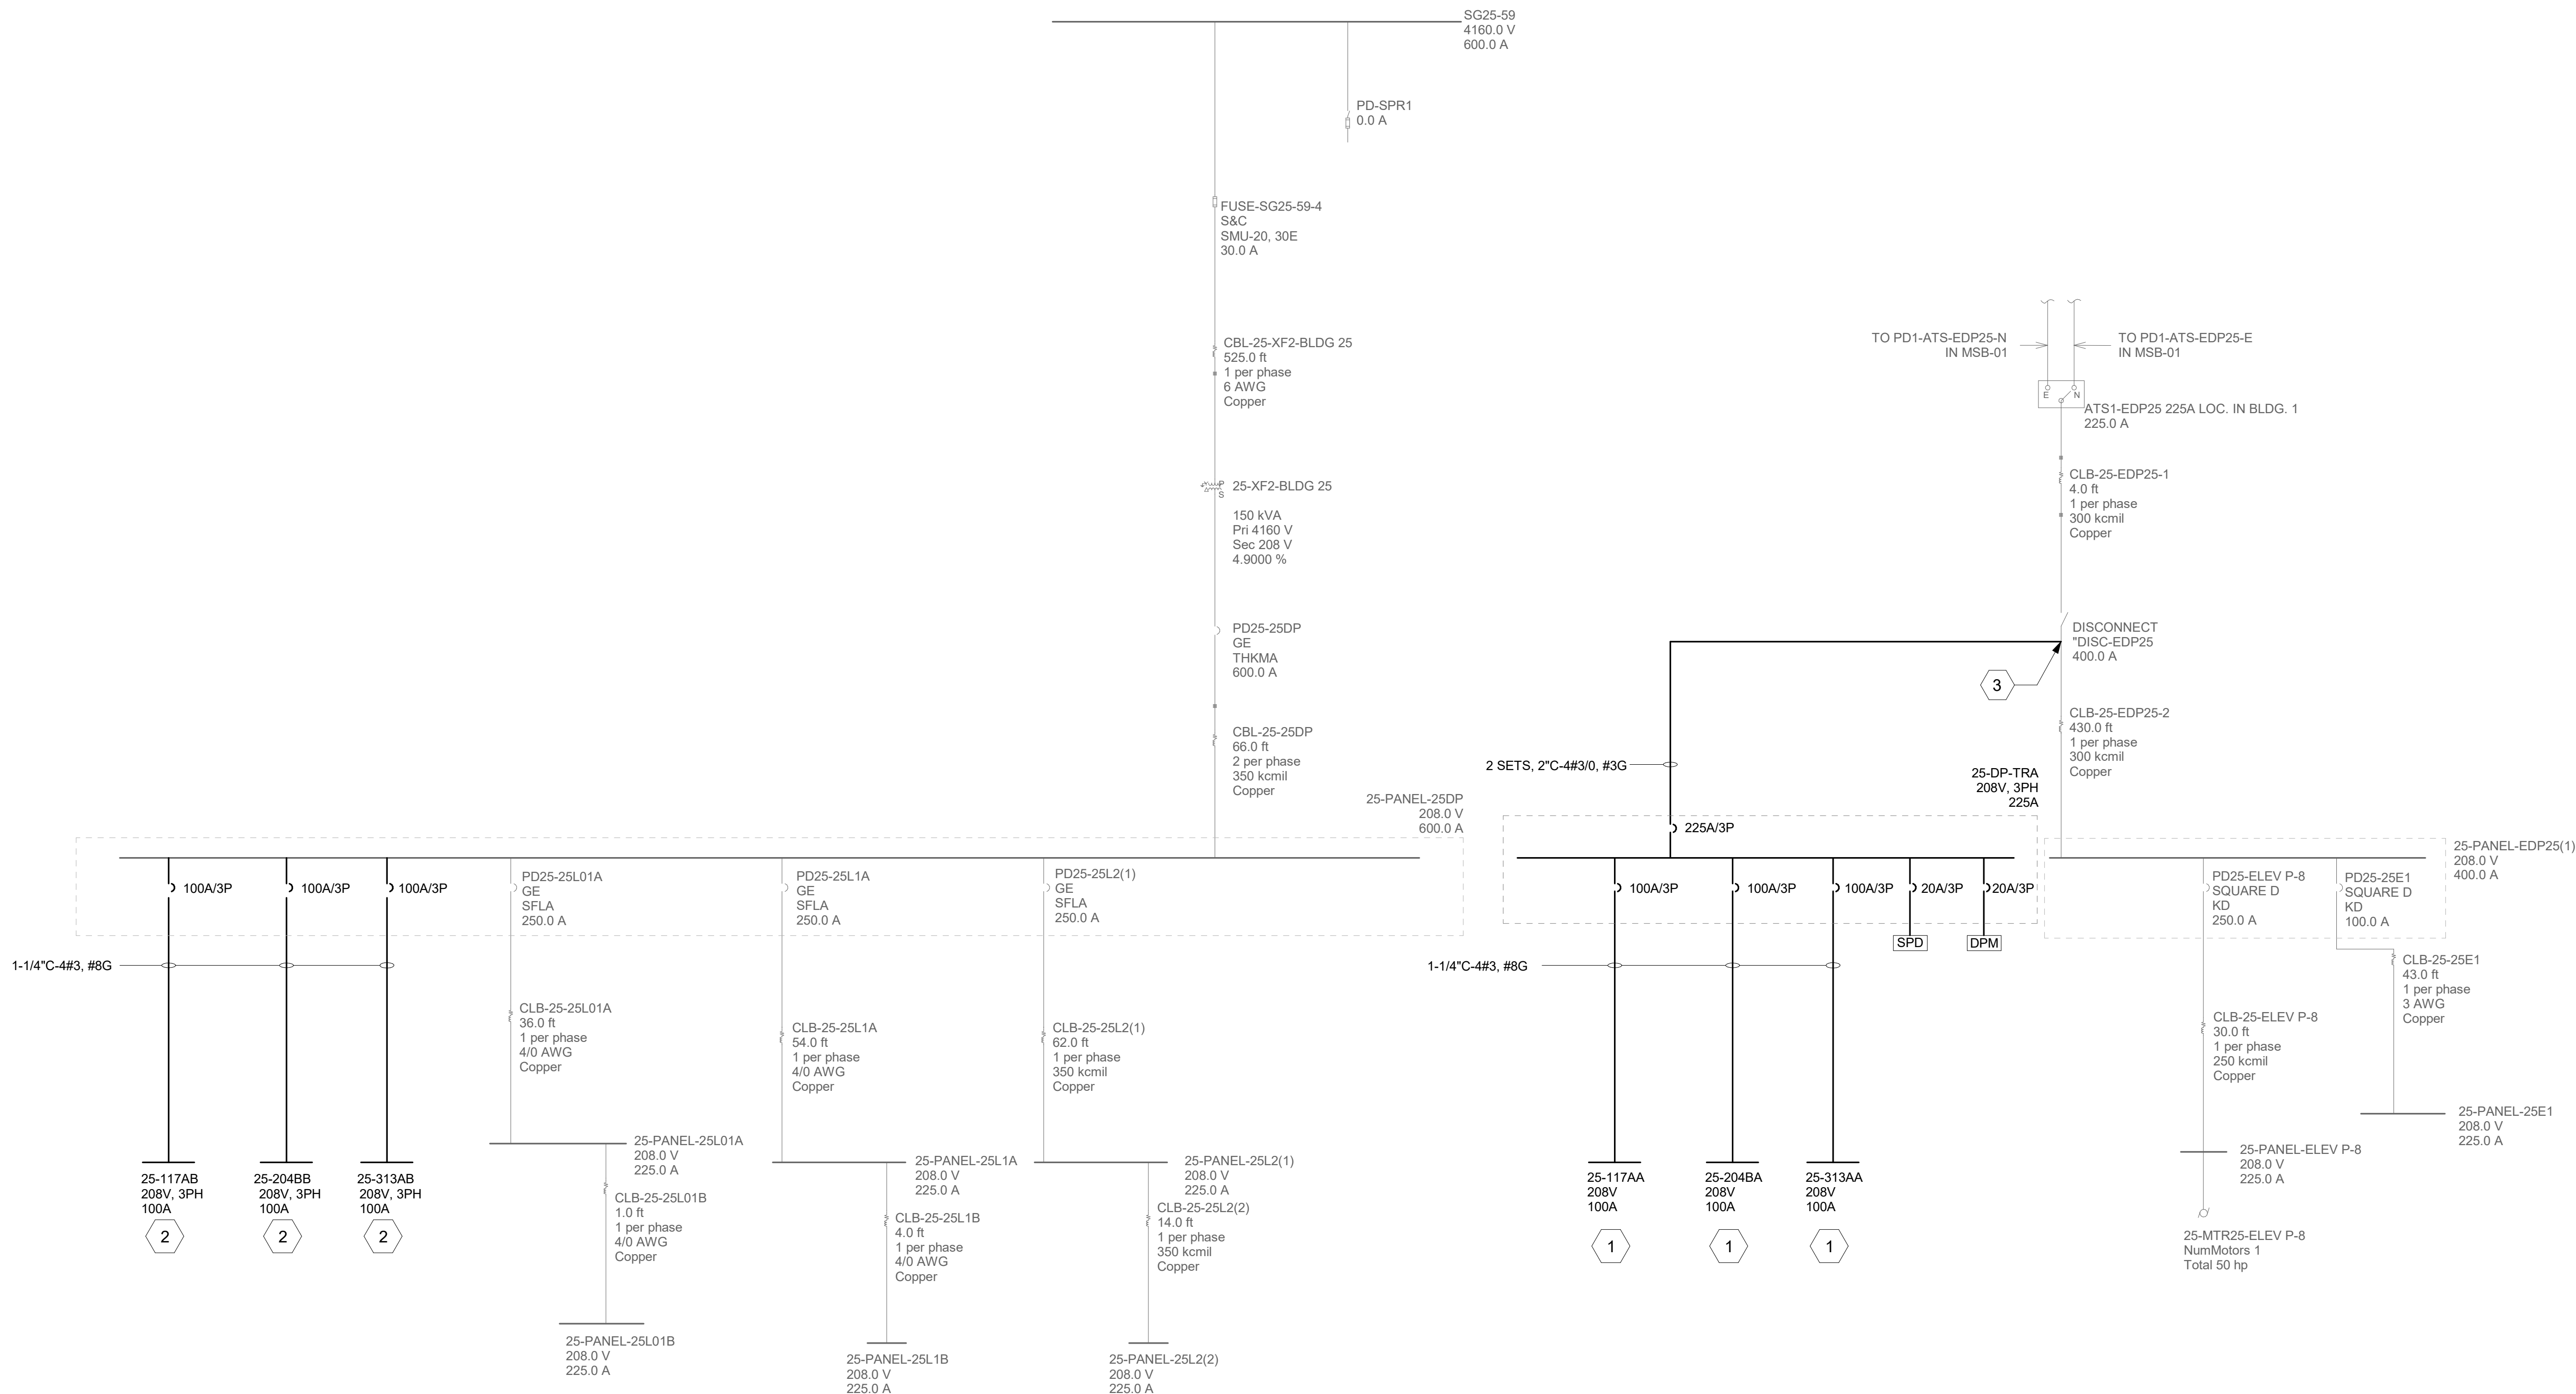 SG25-59
4160.0 V
600.0 A
PD-SPR1
0.0 A
FUSE-SG25-59-4
S&C
SMU-20, 30E
30.0 A
CBL-25-XF2-BLDG 25
525.0 ft
1 per phase
6 AWG
Copper
P
S
25-XF2-BLDG 25
150 kVA
Pri 4160 V
Sec 208 V
4.9000 %
PD25-25DP
GE
THKMA
600.0 A
CBL-25-25DP
66.0 ft
2 per phase
350 kcmil
Copper
25-PANEL-25DP
208.0 V
600.0 A
100A/3P
100A/3P
100A/3P
PD25-25L01A
GE
SFLA
250.0 A
PD25-25L1A
GE
SFLA
250.0 A
PD25-25L2(1)
GE
SFLA
250.0 A
1-1/4"C-4#3, #8G
CLB-25-25L01A
36.0 ft
1 per phase
4/0 AWG
Copper
CLB-25-25L1A
54.0 ft
1 per phase
4/0 AWG
Copper
CLB-25-25L2(1)
62.0 ft
1 per phase
350 kcmil
Copper
25-117AB
208V, 3PH
100A
2
25-204BB
208V, 3PH
100A
2
25-313AB
208V, 3PH
100A
2
25-PANEL-25L01A
208.0 V
225.0 A
CLB-25-25L01B
1.0 ft
1 per phase
4/0 AWG
Copper
25-PANEL-25L01B
208.0 V
225.0 A
25-PANEL-25L1A
208.0 V
225.0 A
CLB-25-25L1B
4.0 ft
1 per phase
4/0 AWG
Copper
25-PANEL-25L1B
208.0 V
225.0 A
25-PANEL-25L2(1)
208.0 V
225.0 A
CLB-25-25L2(2)
14.0 ft
1 per phase
350 kcmil
Copper
25-PANEL-25L2(2)
208.0 V
225.0 A
TO PD1-ATS-EDP25-N
IN MSB-01
TO PD1-ATS-EDP25-E
IN MSB-01
E
N
ATS1-EDP25 225A LOC. IN BLDG. 1
225.0 A
CLB-25-EDP25-1
4.0 ft
1 per phase
300 kcmil
Copper
DISCONNECT
"DISC-EDP25
400.0 A
3
CLB-25-EDP25-2
430.0 ft
1 per phase
300 kcmil
Copper
2 SETS, 2"C-4#3/0, #3G
25-DP-TRA
208V, 3PH
225A
225A/3P
100A/3P
100A/3P
100A/3P
20A/3P
20A/3P
SPD
DPM
1-1/4"C-4#3, #8G
25-117AA
208V
100A
1
25-204BA
208V
100A
1
25-313AA
208V
100A
1
25-PANEL-EDP25(1)
208.0 V
400.0 A
PD25-ELEV P-8
SQUARE D
KD
250.0 A
PD25-25E1
SQUARE D
KD
100.0 A
CLB-25-25E1
43.0 ft
1 per phase
3 AWG
Copper
CLB-25-ELEV P-8
30.0 ft
1 per phase
250 kcmil
Copper
25-PANEL-25E1
208.0 V
225.0 A
25-PANEL-ELEV P-8
208.0 V
225.0 A
25-MTR25-ELEV P-8
NumMotors 1
Total 50 hp